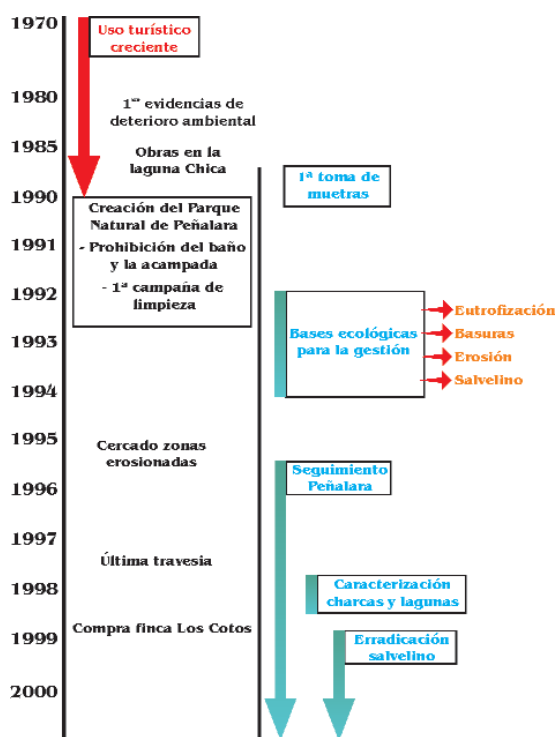 1970
Uso turístico
creciente
1980
1ᵃˢ evidencias de
deterioro ambiental
1985
Obras en la
laguna Chica
1ª toma de
muetras
1990
Creación del Parque
Natural de Peñalara
- Prohibición del baño
y la acampada
- 1ª campaña de
limpieza
1991
1992
Bases ecológicas
para la gestión
Eutrofización
Basuras
Erosión
Salvelino
1993
1994
1995
Cercado zonas
erosionadas
Seguimiento
Peñalara
1996
1997
Última travesia
1998
Caracterización
charcas y lagunas
Compra finca Los Cotos
1999
Erradicación
salvelino
2000